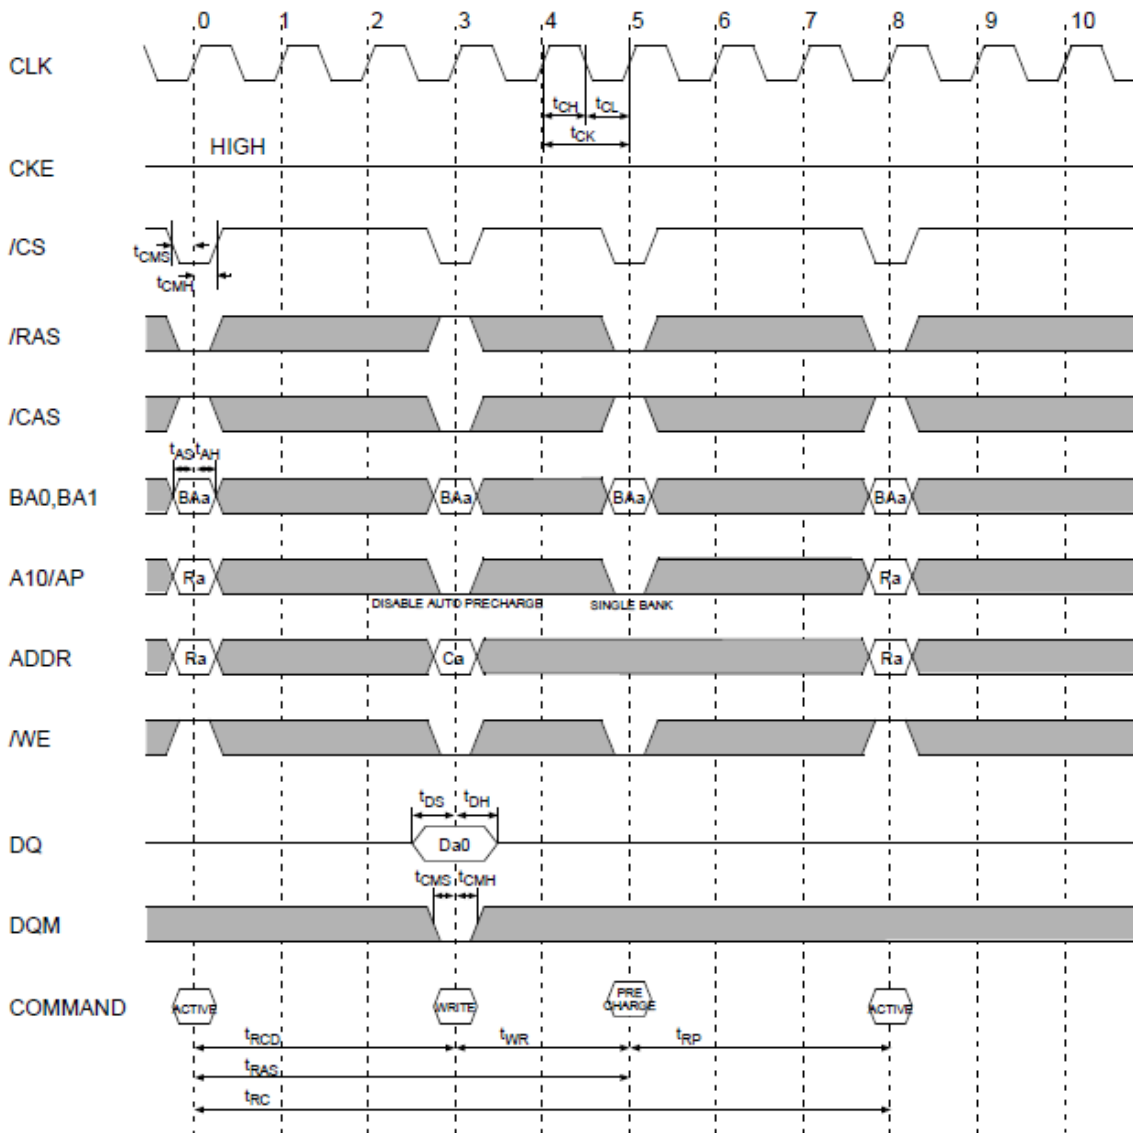 0 1 2 3 4 5 6 7 8 9 10
CLK
tCH tCL
tCK
HIGH
CKE
/CS
tCMS
tCMH
/RAS
/CAS
tAS tAH
BA0,BA1 BAa BAa BAa BAa
A10/AP Ra Ra
DISABLE AUTO PRECHARGE SINGLE BANK
ADDR Ra Ca Ra
/WE
tDS tDH
DQ Da0
tCMS tCMH
DQM
COMMAND ACTIVE WRITE PRE CHARGE ACTIVE
tRCD tWR tRP
tRAS
tRC